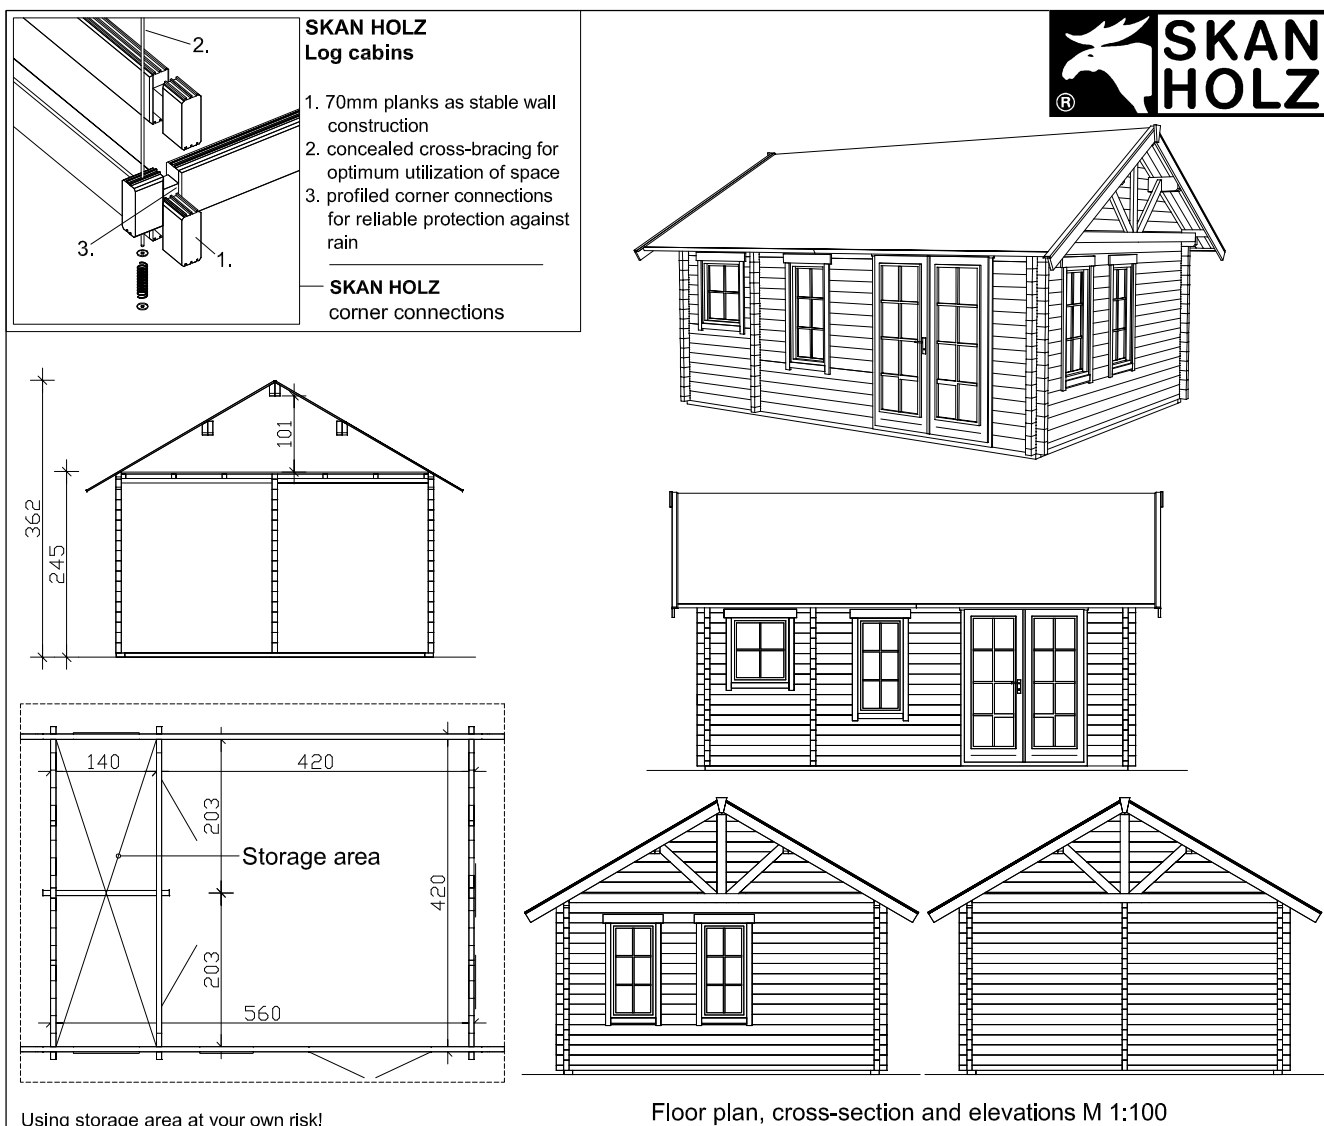 SKAN HOLZ
Log cabins
1. 70mm planks as stable wall
construction
2. concealed cross-bracing for
optimum utilization of space
3. profiled corner connections
for reliable protection against
rain
SKAN HOLZ
corner connections
2.
3.
1.
SKAN
HOLZ
®
101
362
245
140
420
203
Storage area
420
203
560
Using storage area at your own risk!
Floor plan, cross-section and elevations M 1:100